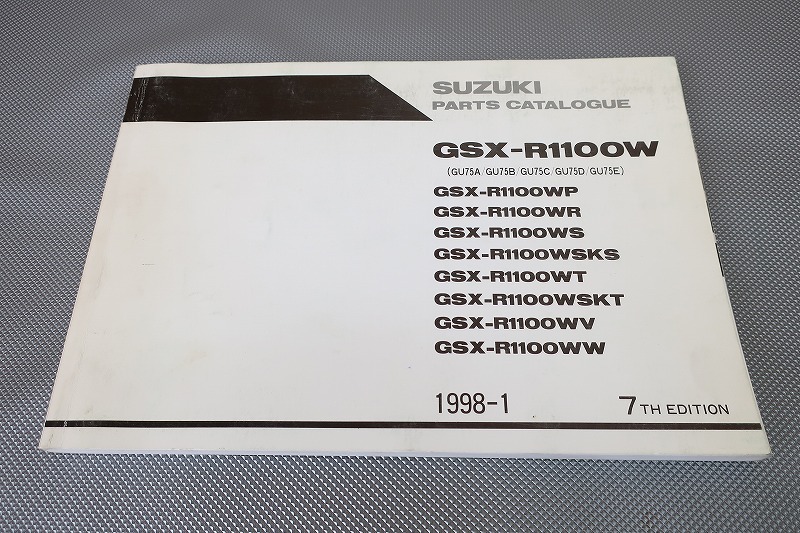 SUZUKI
PARTS CATALOGUE
GSX-R1100W
(GU75A/GU75B/GU75C/GU75D/GU75E)
GSX-R1100WP
GSX-R1100WR
GSX-R1100WS
GSX-R1100WSKS
GSX-R1100WT
GSX-R1100WSKT
GSX-R1100WV
GSX-R1100WW
1998-1 7TH EDITION